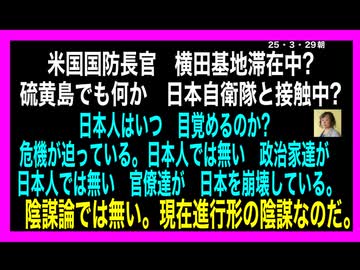 25・3・29朝
米国国防長官　横田基地滞在中?
硫黄島でも何か　日本自衛隊と接触中?
日本人はいつ　目覚めるのか?
危機が迫っている。日本人では無い　政治家達が
日本人では無い　官僚達が　日本を崩壊している。
陰謀論では無い。現在進行形の陰謀なのだ。